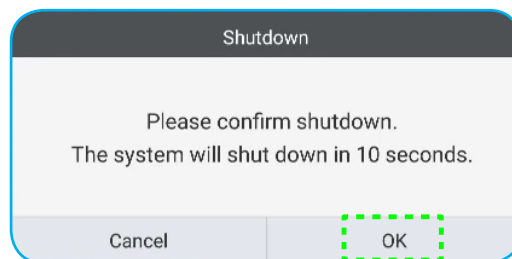 Shutdown
Please confirm shutdown.
The system will shut down in 10 seconds.
Cancel
OK